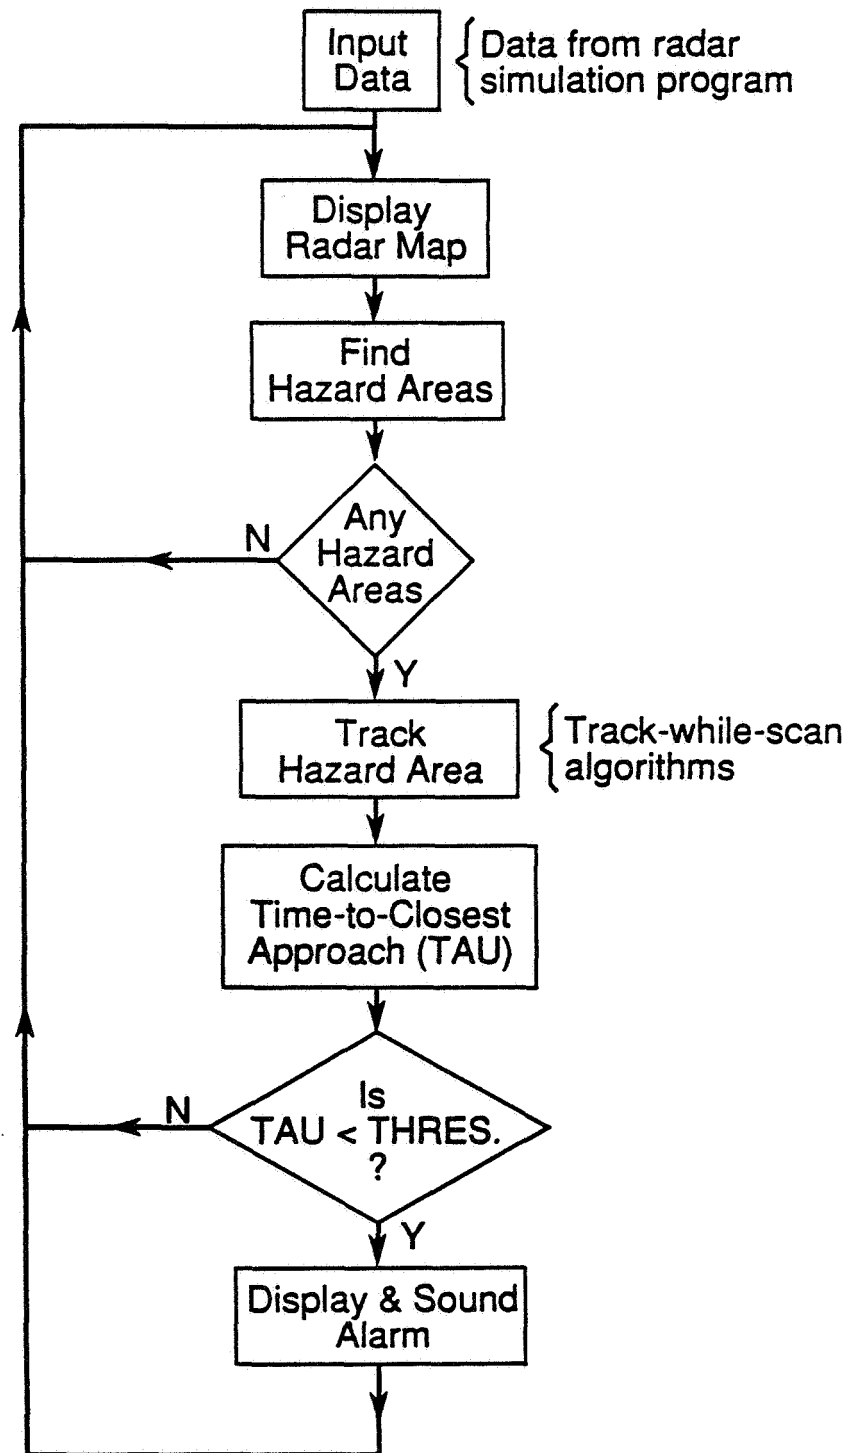 Input
Data
Data from radar
simulation program
Display
Radar Map
Find
Hazard Areas
Any
Hazard
Areas
N
Y
Track
Hazard Area
Track-while-scan
algorithms
Calculate
Time-to-Closest
Approach (TAU)
Is
TAU < THRES.
?
N
Y
Display & Sound
Alarm